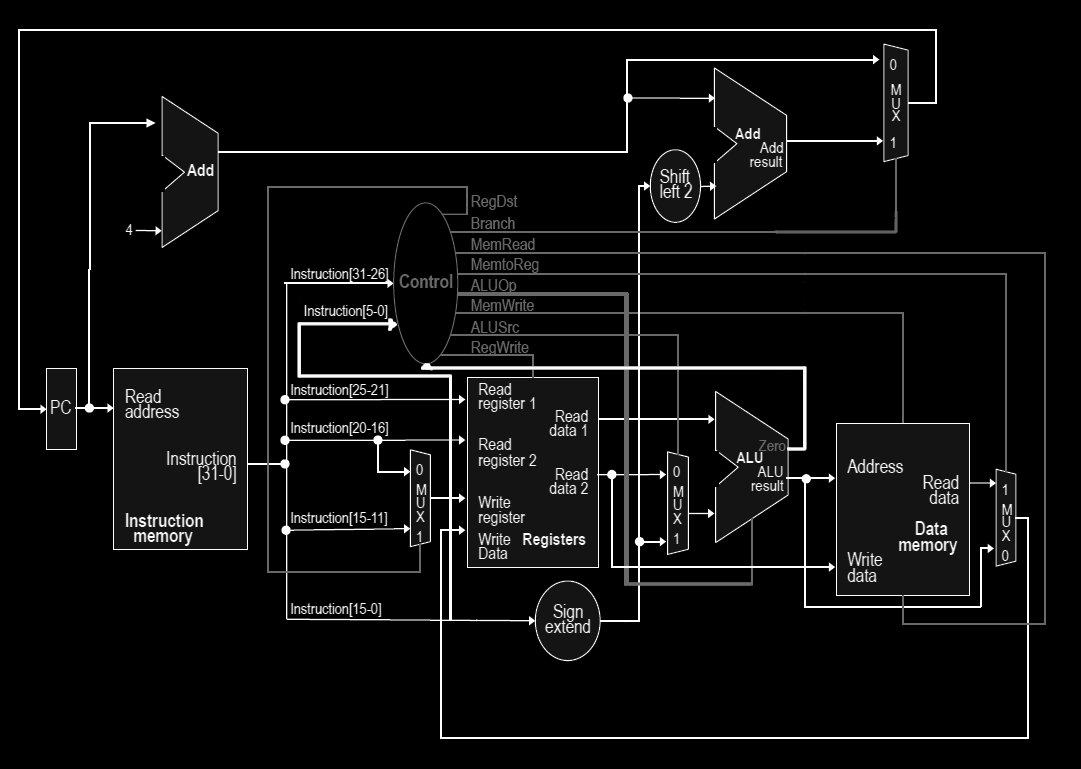 0
MUX
1
Add
Add
Add
result
Shift
left 2
4
RegDst
Branch
MemRead
MemtoReg
ALUOp
MemWrite
ALUSrc
RegWrite
Control
Instruction[31-26]
Instruction[5-0]
Instruction[25-21]
Instruction[20-16]
Instruction[15-11]
Instruction[15-0]
PC
Read
address
Instruction
[31-0]
Instruction
memory
0
MUX
1
Read
register 1
Read
register 2
Write
register
Write
Data
Registers
Read
data 1
Read
data 2
Sign
extend
0
MUX
1
Zero
ALU
ALU
result
Address
Read
data
Data
memory
Write
data
1
MUX
0